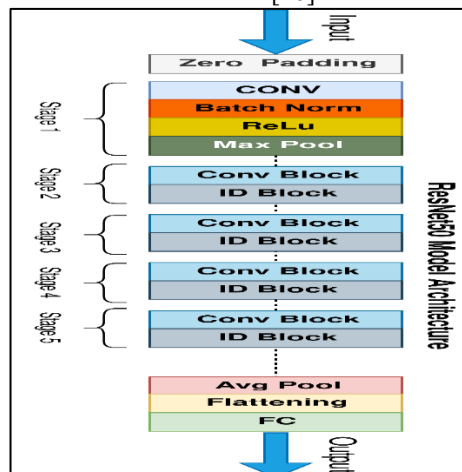 Input
Zero Padding
CONV
Batch Norm
ReLu
Max Pool
Stage 1
Conv Block
ID Block
Stage 2
Conv Block
ID Block
Stage 3
Conv Block
ID Block
Stage 4
Conv Block
ID Block
Stage 5
Avg Pool
Flattening
FC
Output
ResNet50 Model Architecture